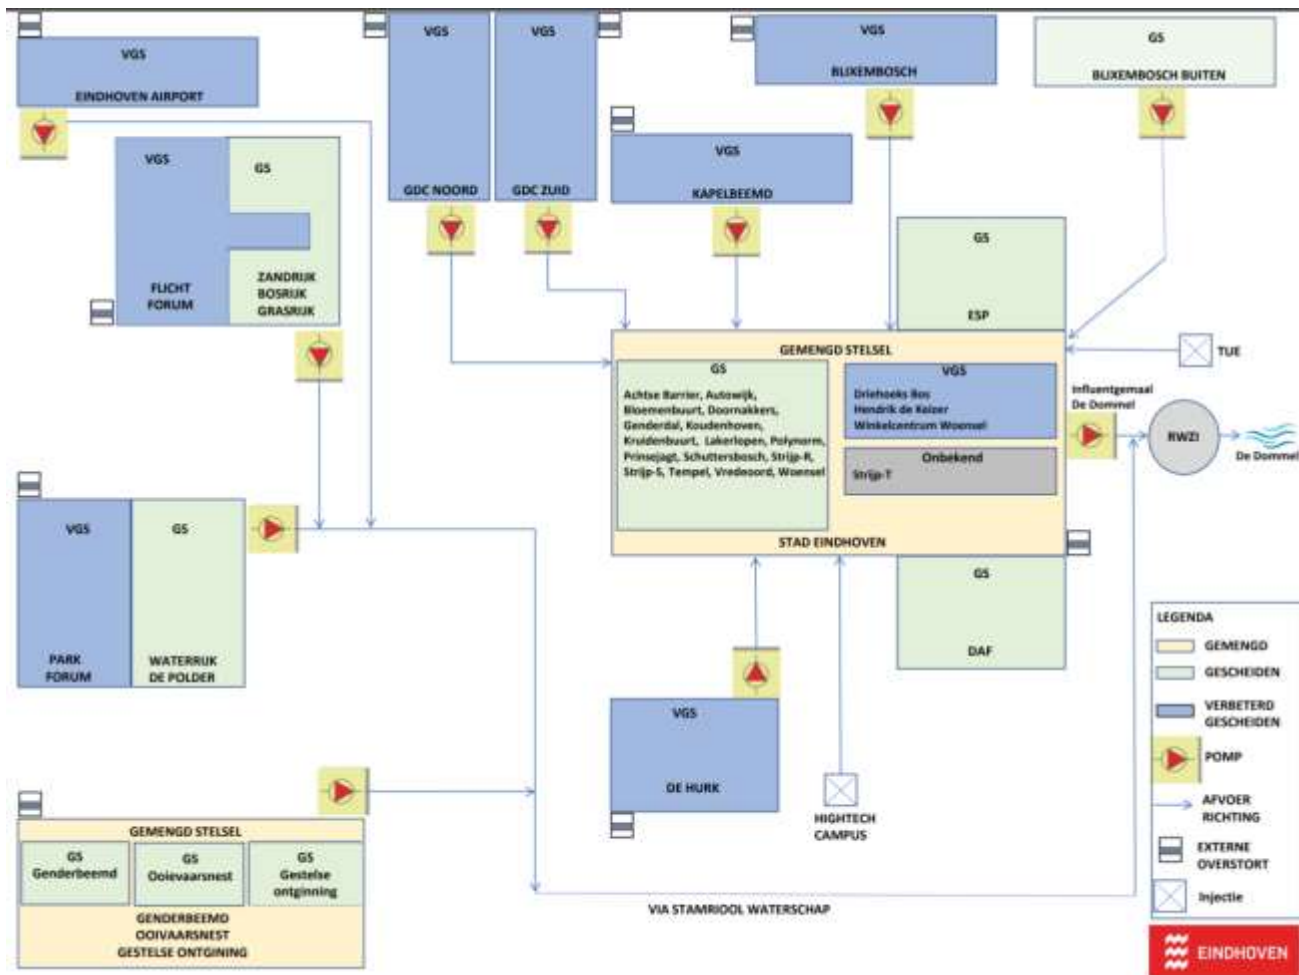 VGS
EINDHOVEN AIRPORT
VGS
GDC NOORD
VGS
GDC ZUID
VGS
BLIXEMBOSCH
GS
BLIXEMBOSCH BUITEN
VGS
FLICHT
FORUM
GS
ZANDRIJK
BOSRIJK
GRASRIJK
VGS
KAPELBEEMD
GS
ESP
GEMENGD STELSEL
GS
Achtse Barrier, Autowijk,
Bloemenbuurt, Doornakkers,
Genderdal, Koudenhoven,
Kruidenbuurt, Lakerlopen, Polynorm,
Prinsejagt, Schuttersbosch, Strijp-R,
Strijp-S, Tempel, Vredeoord, Woensel
VGS
Driehoeks Bos
Hendrik de Keizer
Winkelcentrum Woensel
Onbekend
Strijp-T
STAD EINDHOVEN
TUE
Influentgemaal
De Dommel
RWZI
De Dommel
VGS
PARK
FORUM
GS
WATERRIJK
DE POLDER
GS
DAF
VGS
DE HURK
HIGHTECH
CAMPUS
GEMENGD STELSEL
GS
Genderbeemd
GS
Ooievaarsnest
GS
Gestelse
ontginning
GENDERBEEMD
OOIVAARSNEST
GESTELSE ONTGINING
VIA STAMRIOOL WATERSCHAP
LEGENDA
GEMENGD
GESCHEIDEN
VERBETERD
GESCHEIDEN
POMP
AFVOER
RICHTING
EXTERNE
OVERSTORT
Injectie
EINDHOVEN